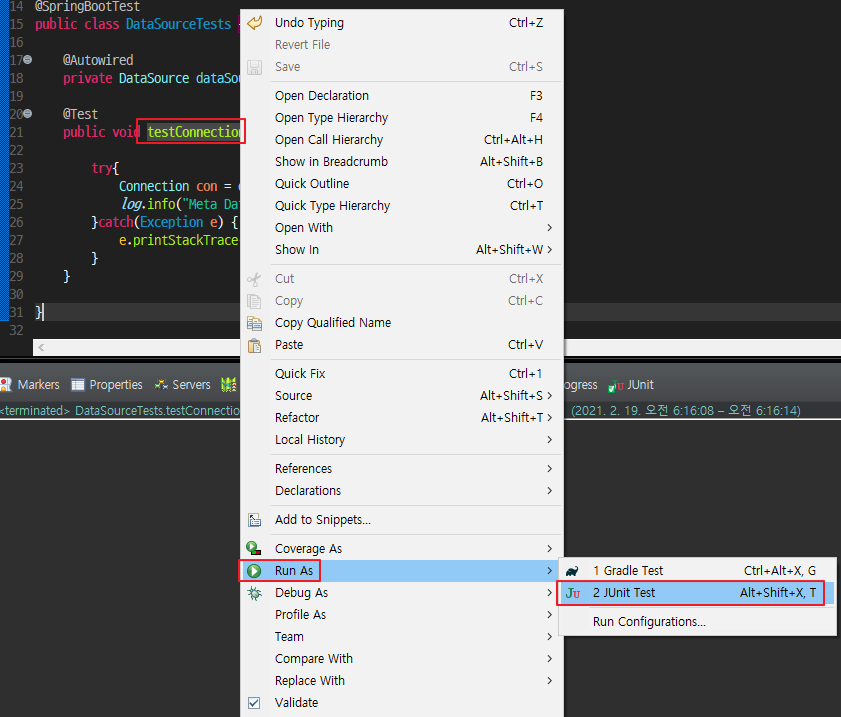 14 @SpringBootTest
15 public class DataSourceTests
16
17 @Autowired
18 private DataSource dataSou
19
20 @Test
21 public void testConnection
22
23 try{
24 Connection con =
25 log.info("Meta Da
26 }catch(Exception e) {
27 e.printStackTrace
28 }
29 }
30
31 }
32
Undo Typing Ctrl+Z
Revert File
Save Ctrl+S
Open Declaration F3
Open Type Hierarchy F4
Open Call Hierarchy Ctrl+Alt+H
Show in Breadcrumb Alt+Shift+B
Quick Outline Ctrl+O
Quick Type Hierarchy Ctrl+T
Open With >
Show In Alt+Shift+W >
Cut Ctrl+X
Copy Ctrl+C
Copy Qualified Name
Paste Ctrl+V
Quick Fix Ctrl+1
Source Alt+Shift+S >
Refactor Alt+Shift+T >
Local History >
References >
Declarations >
Add to Snippets...
Coverage As >
Run As >
Debug As >
Profile As >
Team >
Compare With >
Replace With >
Validate
1 Gradle Test Ctrl+Alt+X, G
2 JUnit Test Alt+Shift+X, T
Run Configurations...
Markers Properties Servers ogress JUnit
<terminated> DataSourceTests.testConnection (2021. 2. 19. 오전 6:16:08 – 오전 6:16:14)